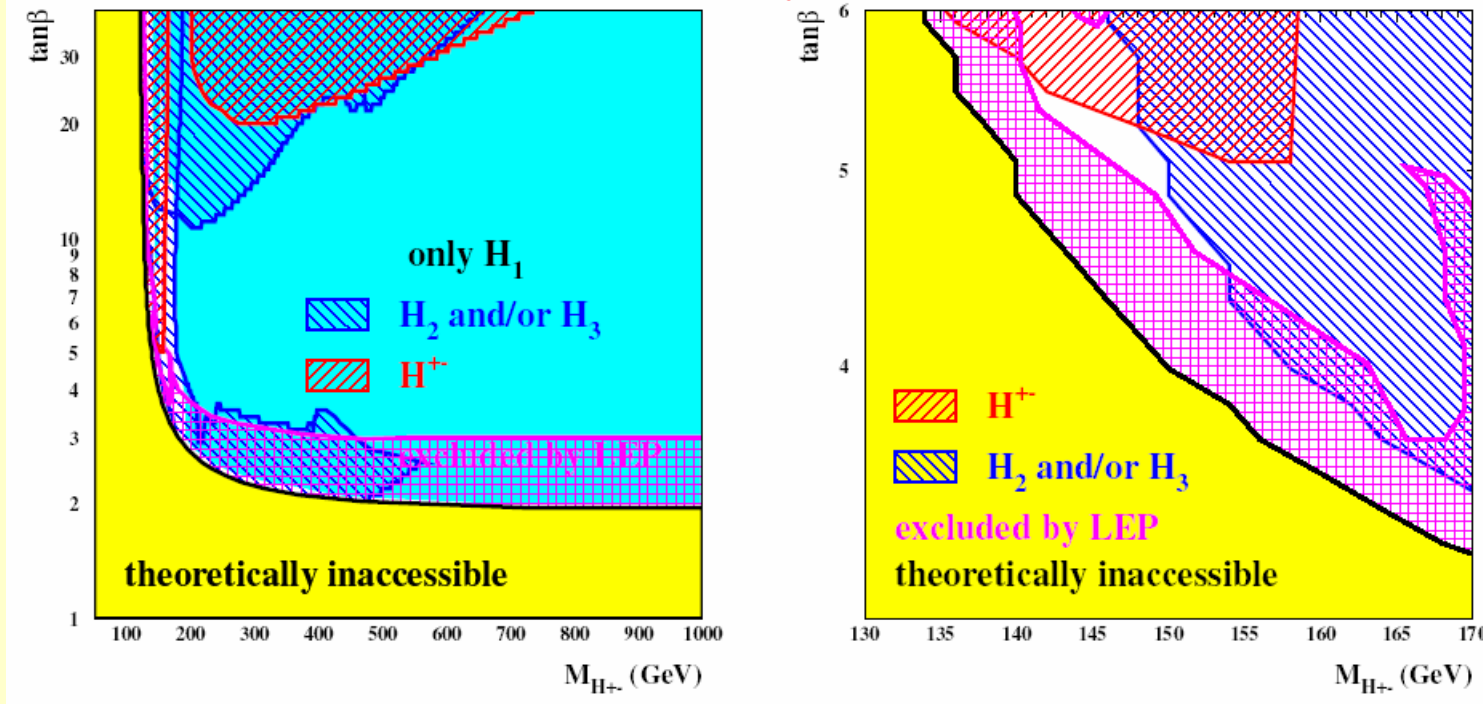 tanβ
30
20
10
9
8
7
6
5
4
3
2
1
only H1
H2 and/or H3
H+-
excluded by LEP
theoretically inaccessible
100 200 300 400 500 600 700 800 900 1000
MH+- (GeV)
tanβ
6
5
4
H+-
H2 and/or H3
excluded by LEP
theoretically inaccessible
130 135 140 145 150 155 160 165 170
MH+- (GeV)